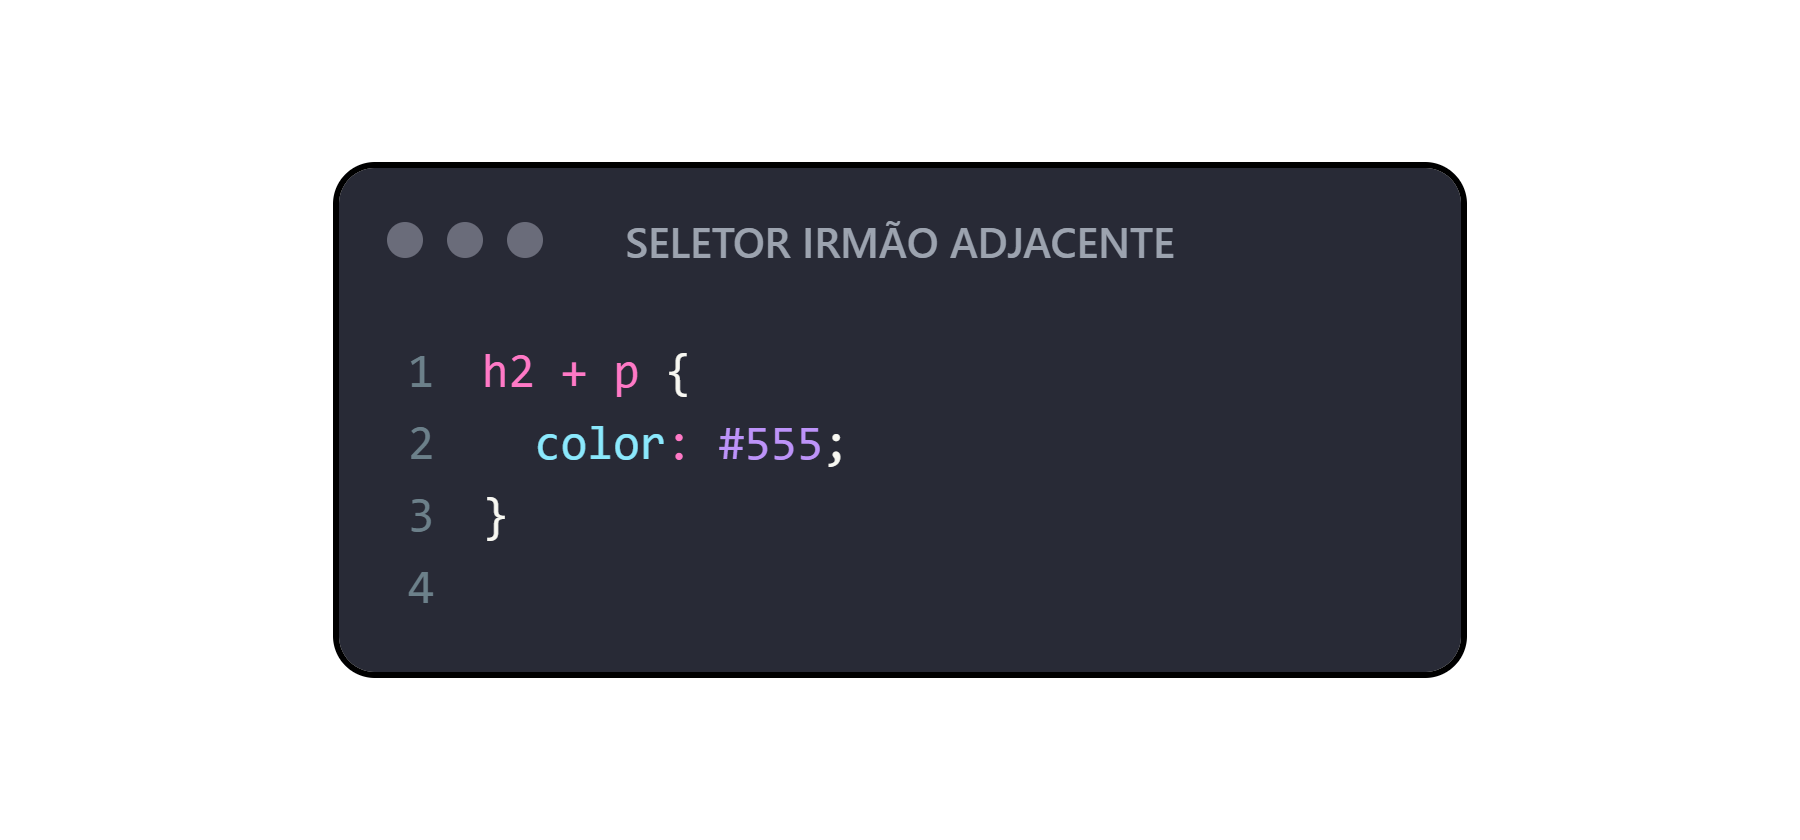 SELETOR IRMÃO ADJACENTE
1 h2 + p {
2   color: #555;
3 }
4